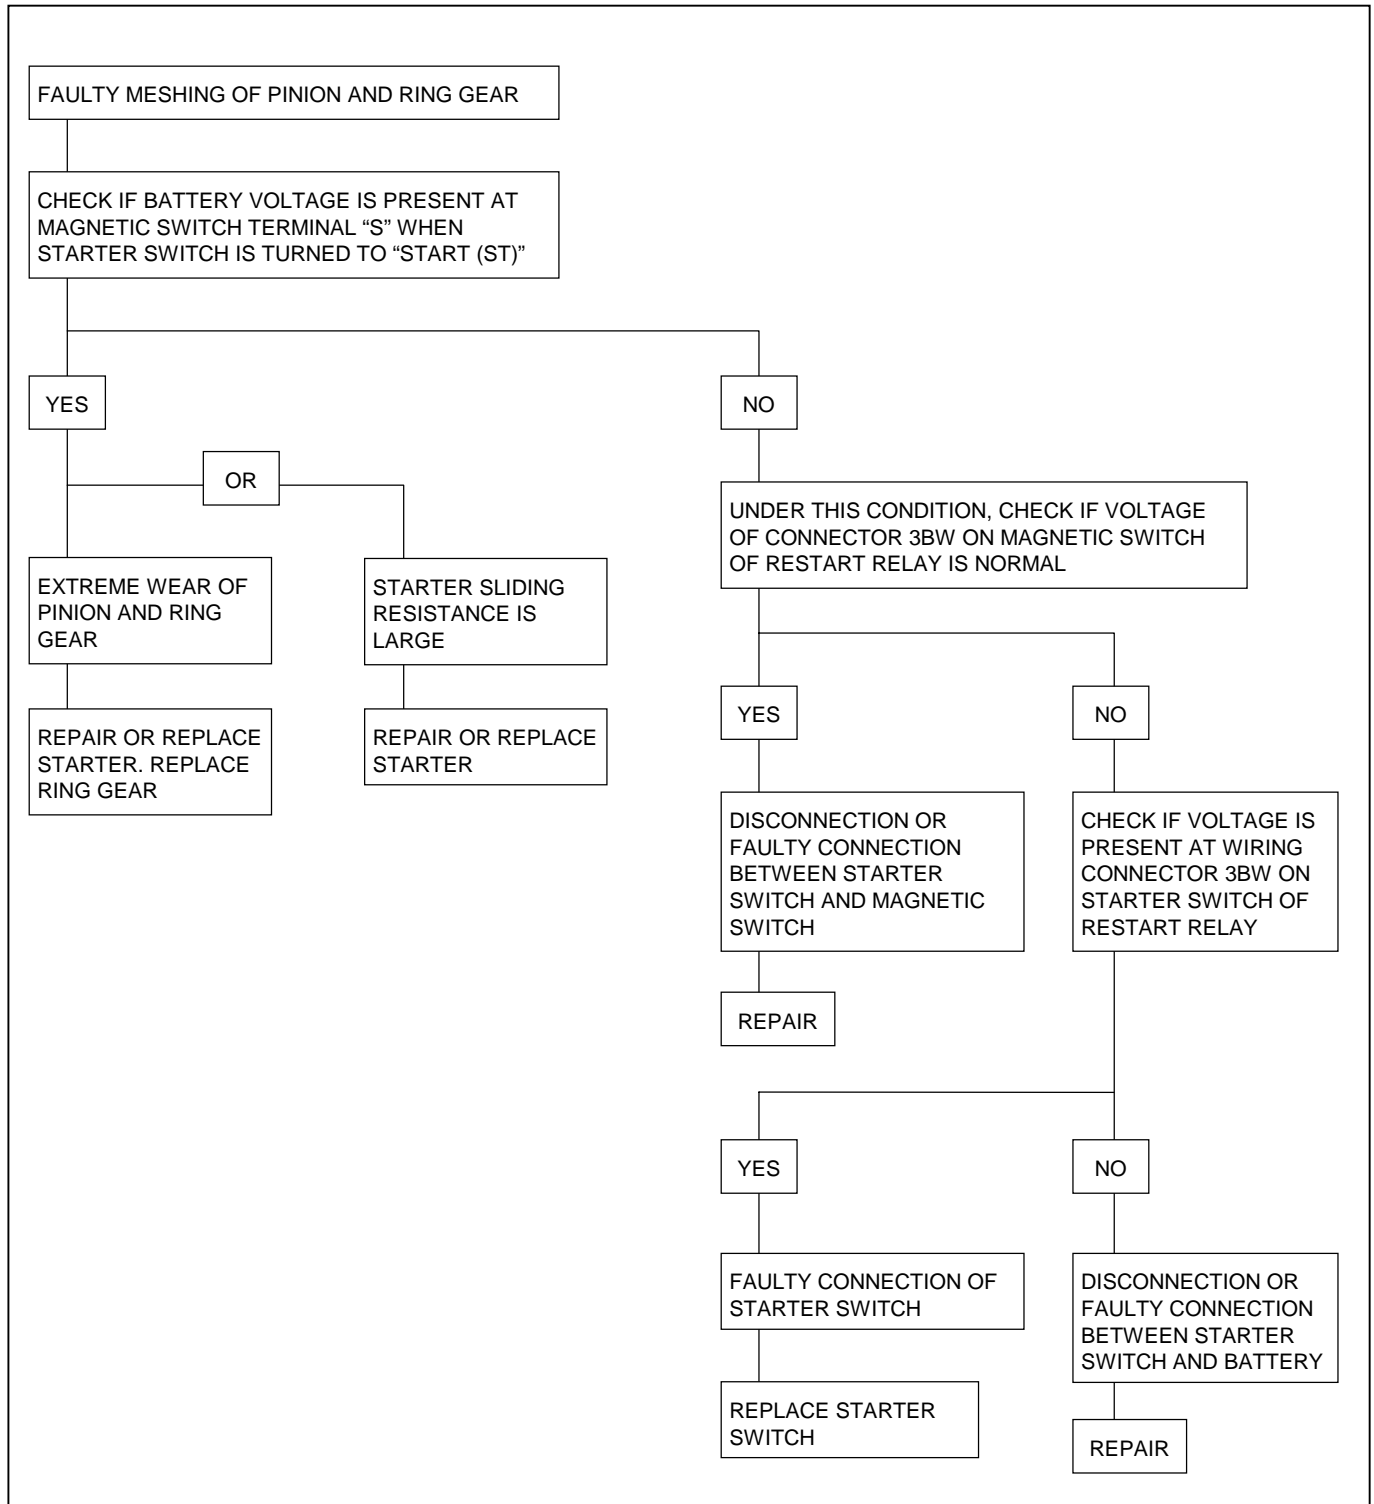 FAULTY MESHING OF PINION AND RING GEAR
CHECK IF BATTERY VOLTAGE IS PRESENT AT
MAGNETIC SWITCH TERMINAL “S” WHEN
STARTER SWITCH IS TURNED TO “START (ST)”
YES
NO
OR
UNDER THIS CONDITION, CHECK IF VOLTAGE
OF CONNECTOR 3BW ON MAGNETIC SWITCH
OF RESTART RELAY IS NORMAL
EXTREME WEAR OF
PINION AND RING
GEAR
STARTER SLIDING
RESISTANCE IS
LARGE
REPAIR OR REPLACE
STARTER. REPLACE
RING GEAR
REPAIR OR REPLACE
STARTER
YES
NO
DISCONNECTION OR
FAULTY CONNECTION
BETWEEN STARTER
SWITCH AND MAGNETIC
SWITCH
CHECK IF VOLTAGE IS
PRESENT AT WIRING
CONNECTOR 3BW ON
STARTER SWITCH OF
RESTART RELAY
REPAIR
YES
NO
FAULTY CONNECTION OF
STARTER SWITCH
DISCONNECTION OR
FAULTY CONNECTION
BETWEEN STARTER
SWITCH AND BATTERY
REPLACE STARTER
SWITCH
REPAIR